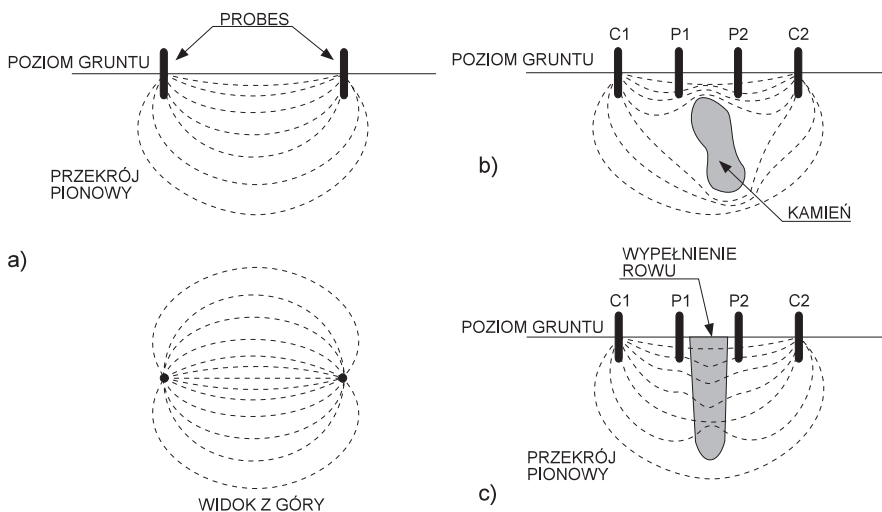 PROBES
POZIOM GRUNTU
PRZEKRÓJ
PIONOWY
a)
WIDOK Z GÓRY
C1 P1 P2 C2
POZIOM GRUNTU
b)
KAMIEŃ
WYPEŁNIENIE
ROWU
C1 P1 P2 C2
POZIOM GRUNTU
PRZEKRÓJ
PIONOWY
c)